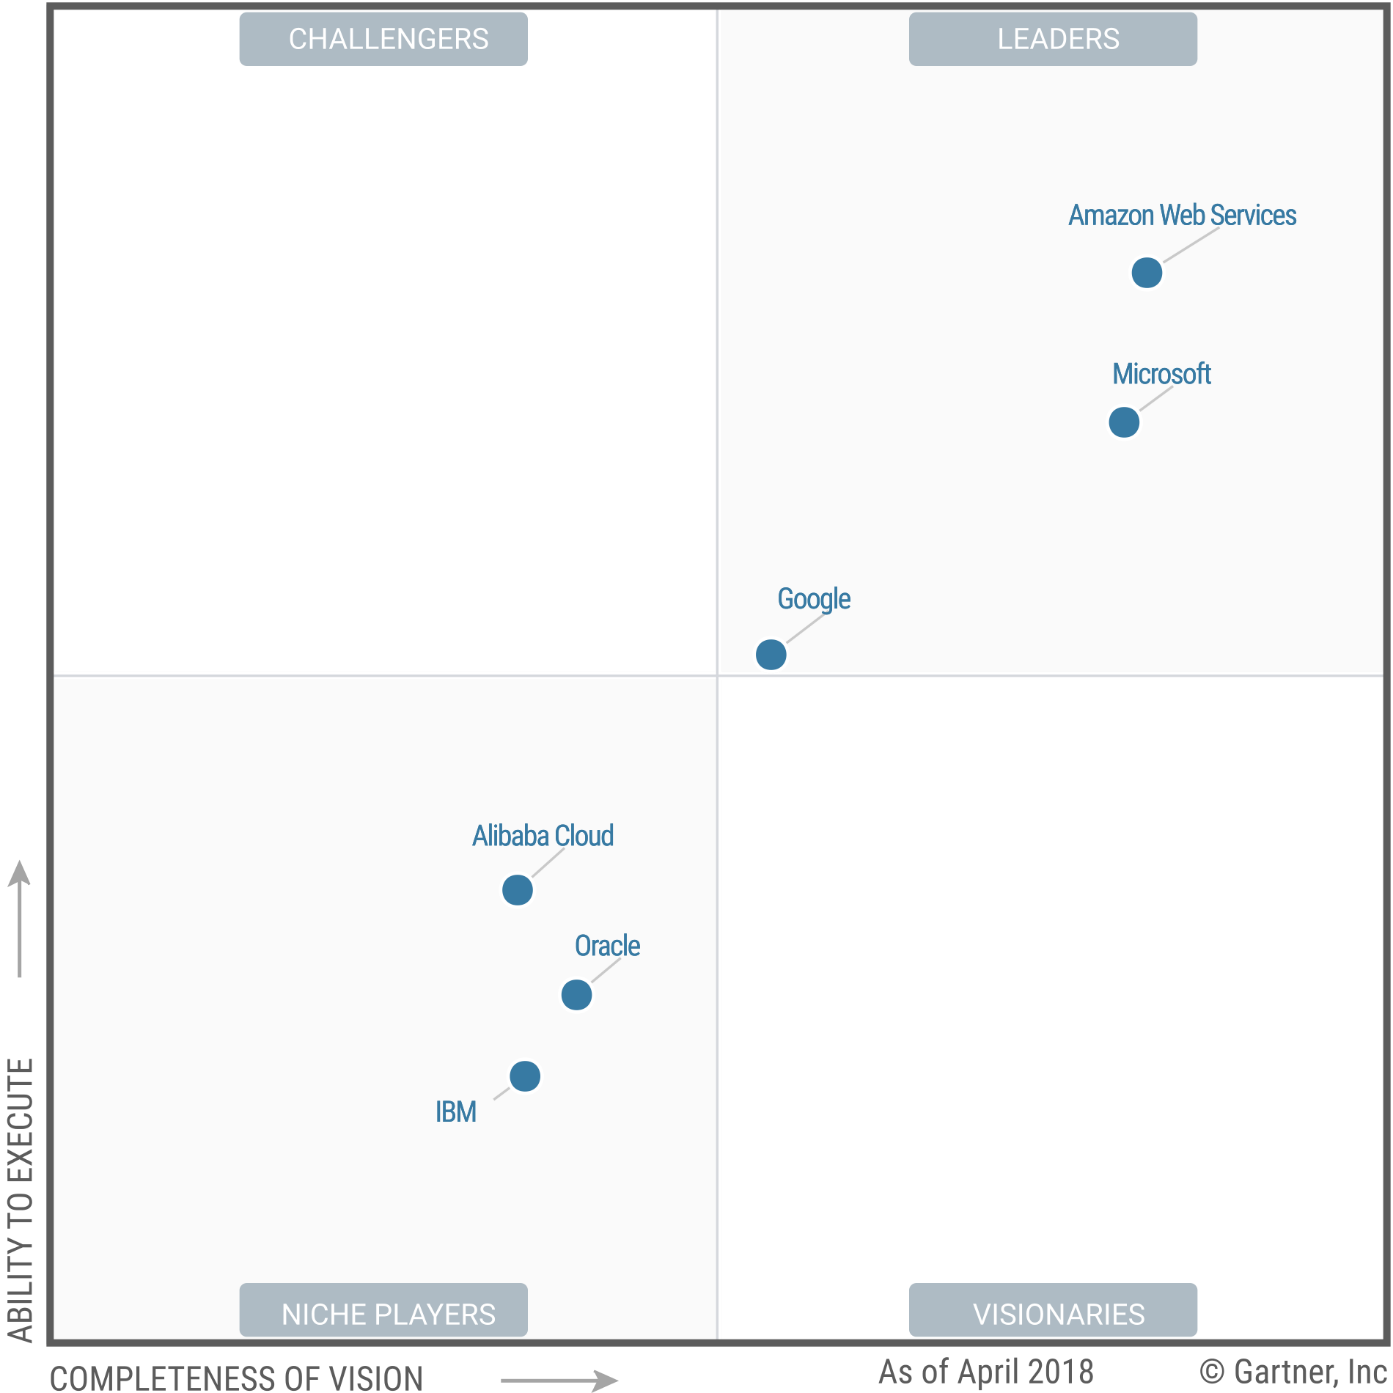 CHALLENGERS
LEADERS
Amazon Web Services
Microsoft
Google
Alibaba Cloud
Oracle
IBM
ABILITY TO EXECUTE
NICHE PLAYERS
VISIONARIES
COMPLETENESS OF VISION
As of April 2018
© Gartner, Inc